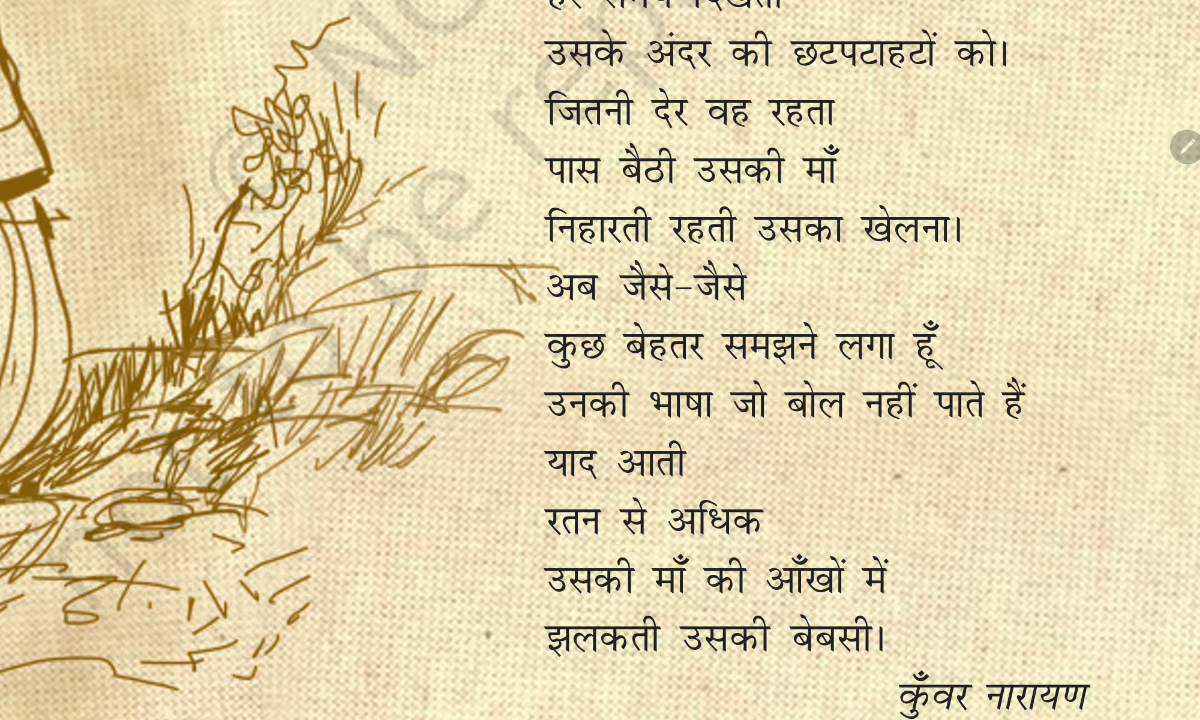 उसके अंदर की छटपटाहटों को।
जितनी देर वह रहता
पास बैठी उसकी माँ
निहारती रहती उसका खेलना।
अब जैसे-जैसे
कुछ बेहतर समझने लगा हूँ
उनकी भाषा जो बोल नहीं पाते हैं
याद आती
रतन से अधिक
उसकी माँ की आँखों में
झलकती उसकी बेबसी।
कुँवर नारायण